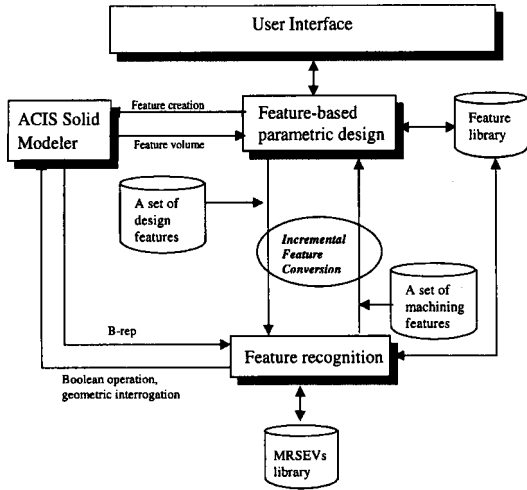 User Interface
Feature creation
ACIS Solid
Modeler
Feature-based
parametric design
Feature
library
Feature volume
A set of
design
features
Incremental
Feature
Conversion
A set of
machining
features
B-rep
Feature recognition
Boolean operation,
geometric interrogation
MRSEVs
library